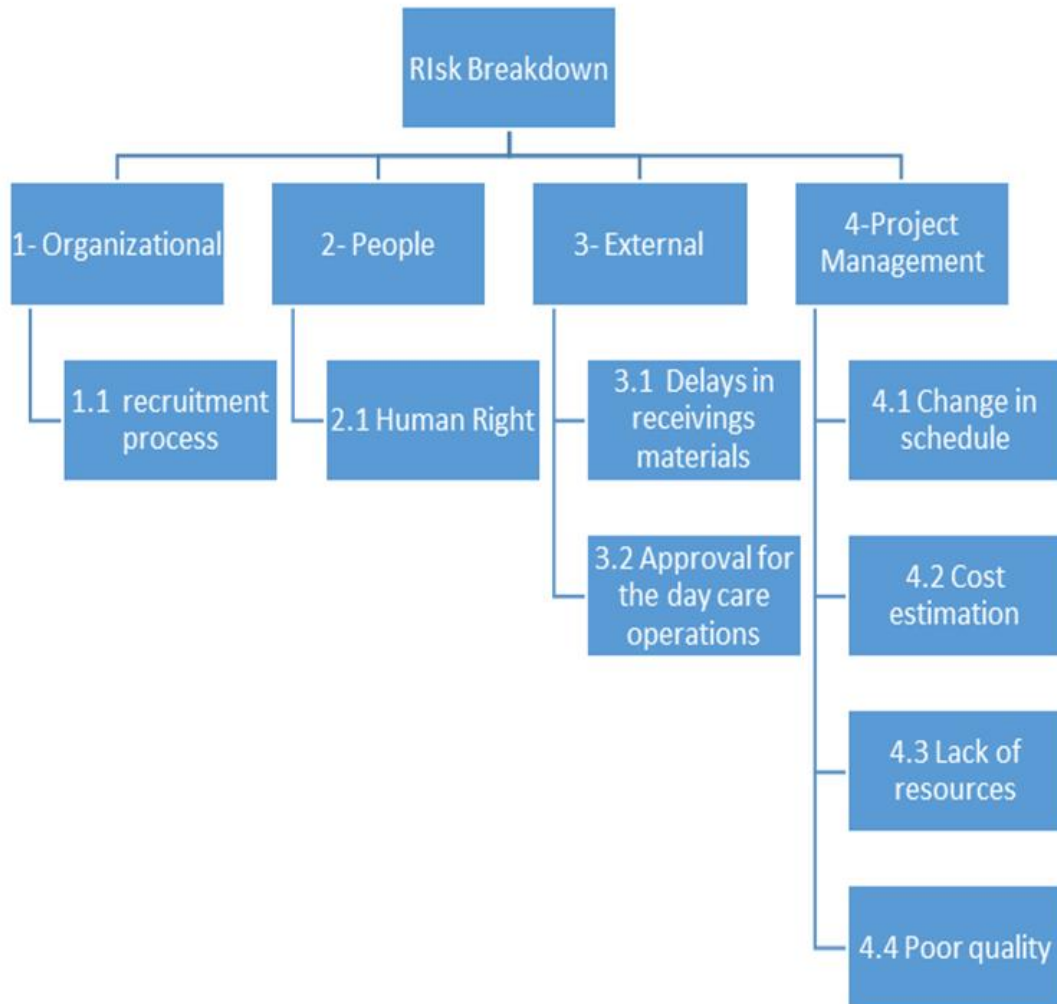 RIsk Breakdown
1- Organizational
2- People
3- External
4-Project
Management
1.1 recruitment
process
2.1 Human Right
3.1 Delays in
receivings
materials
3.2 Approval for
the day care
operations
4.1 Change in
schedule
4.2 Cost
estimation
4.3 Lack of
resources
4.4 Poor quality